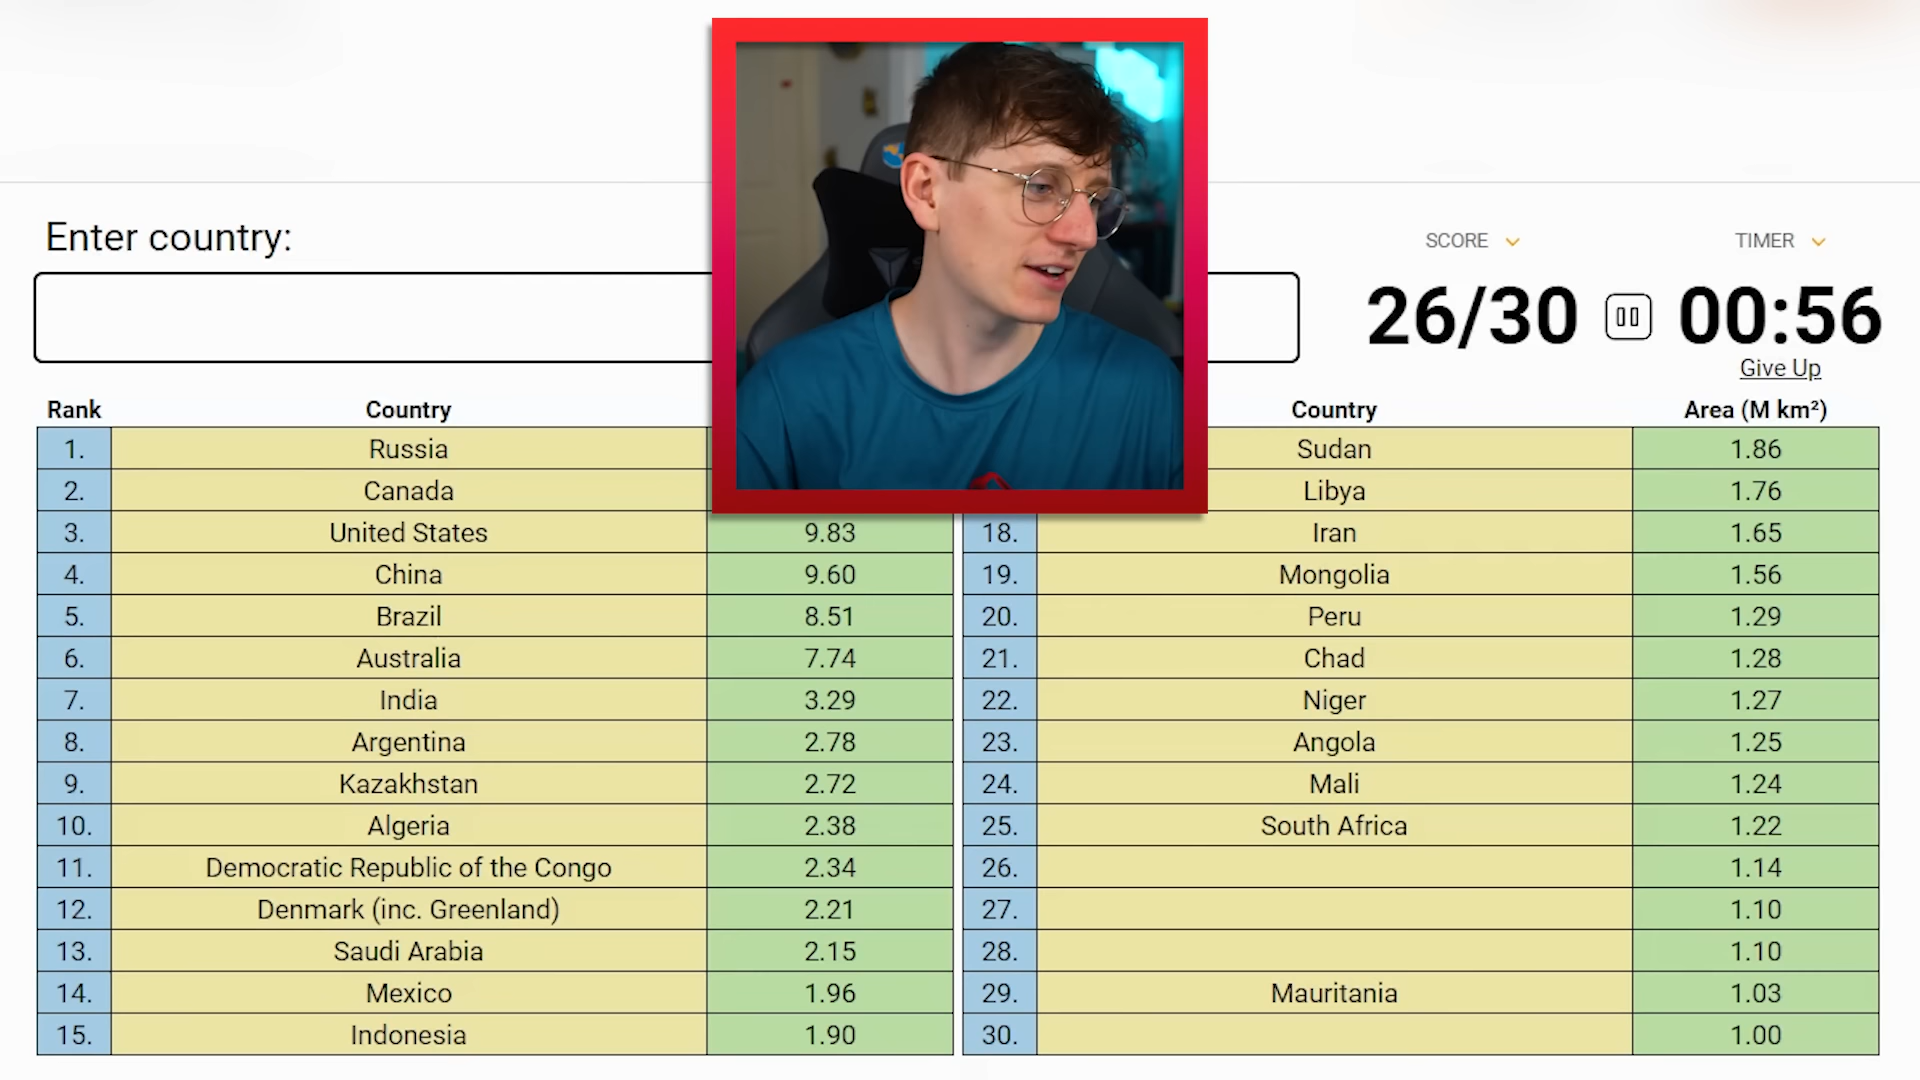 Enter country:
SCORE
TIMER
26/30
00:56
Give Up
Rank Country
Country Area (M km²)
1. Russia
2. Canada
3. United States 9.83
4. China 9.60
5. Brazil 8.51
6. Australia 7.74
7. India 3.29
8. Argentina 2.78
9. Kazakhstan 2.72
10. Algeria 2.38
11. Democratic Republic of the Congo 2.34
12. Denmark (inc. Greenland) 2.21
13. Saudi Arabia 2.15
14. Mexico 1.96
15. Indonesia 1.90
Sudan 1.86
Libya 1.76
18. Iran 1.65
19. Mongolia 1.56
20. Peru 1.29
21. Chad 1.28
22. Niger 1.27
23. Angola 1.25
24. Mali 1.24
25. South Africa 1.22
26. 1.14
27. 1.10
28. 1.10
29. Mauritania 1.03
30. 1.00